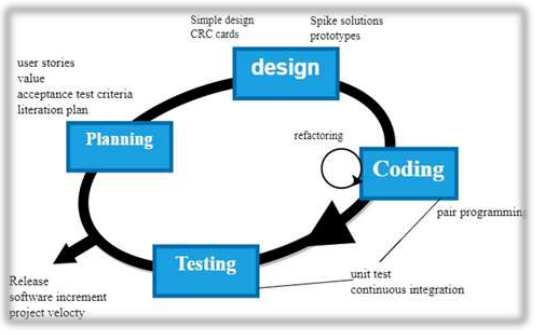 Simple design
CRC cards
Spike solutions
prototypes
design
user stories
value
acceptance test criteria
literation plan
Planning
refactoring
Coding
pair programming
Testing
unit test
continuous integration
Release
software increment
project velocty